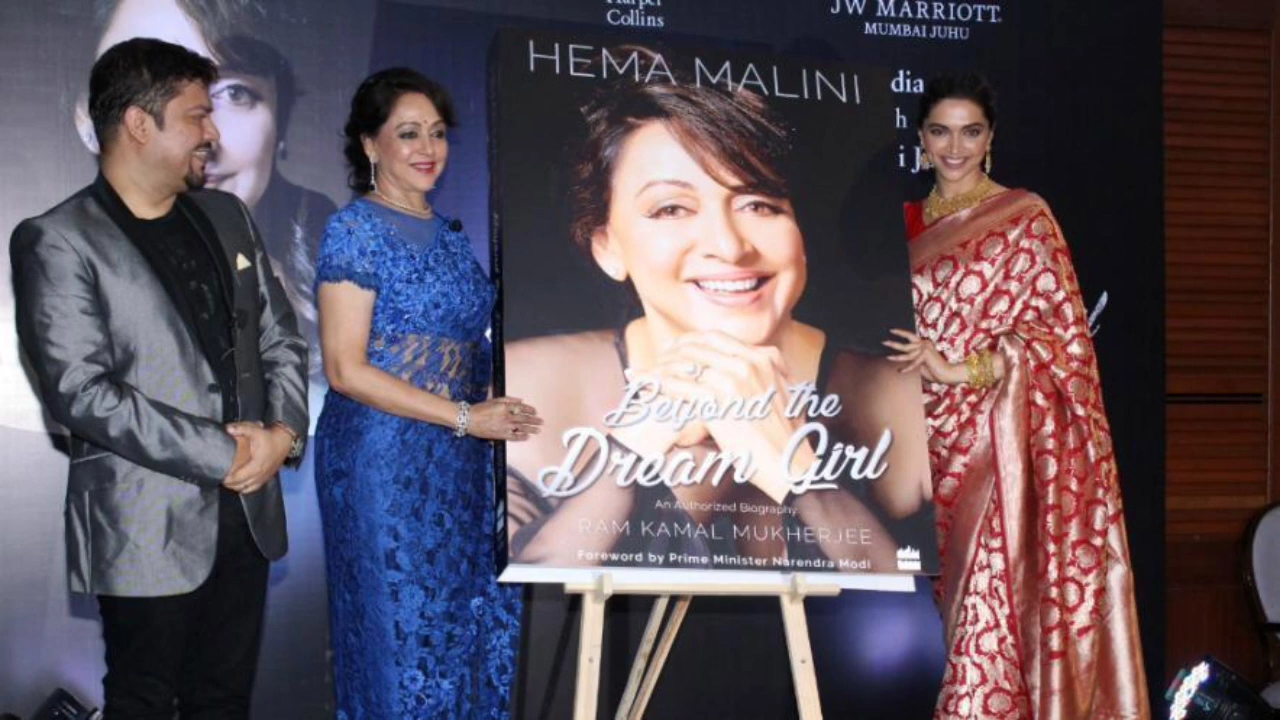 Harper
Collins
JW MARRIOTT
MUMBAI JUHU
dia
h
i J
HEMA MALINI
Beyond the
Dream Girl
An Authorized Biography
RAM KAMAL MUKHERJEE
Foreword by Prime Minister Narendra Modi